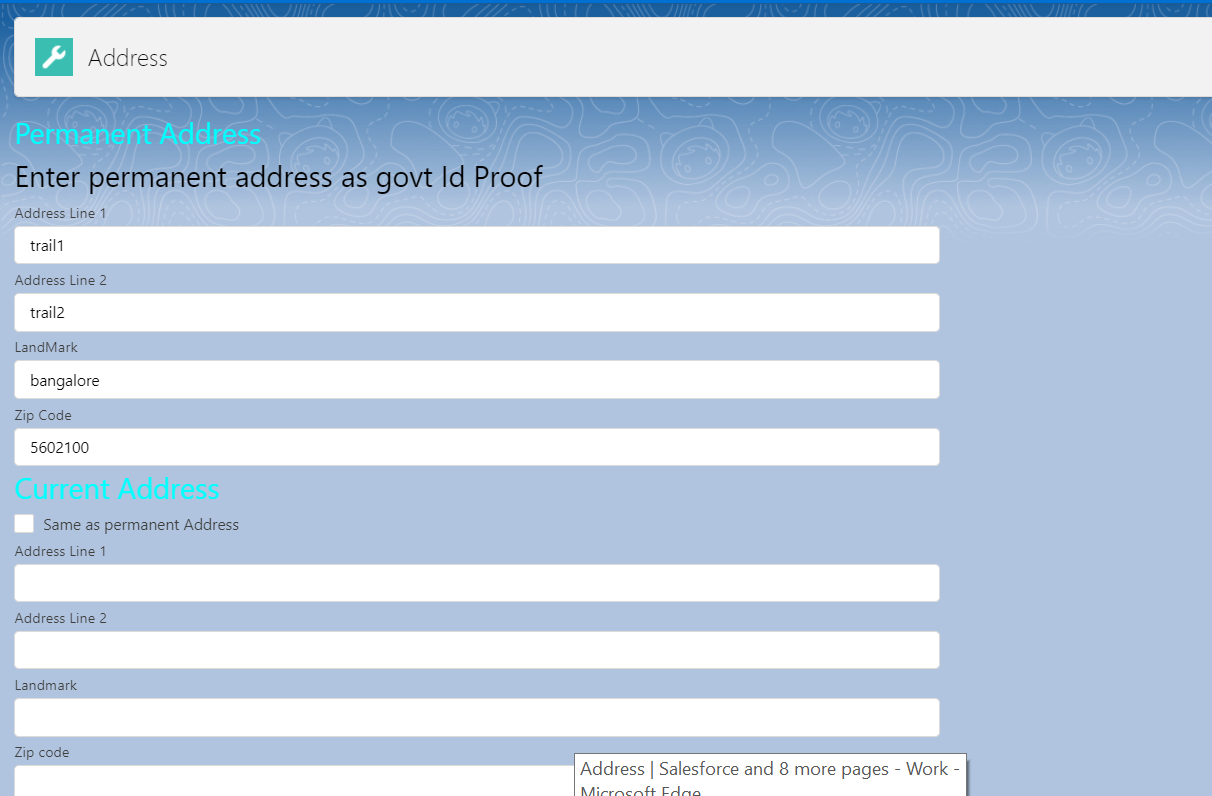 Address
Permanent Address
Enter permanent address as govt Id Proof
Address Line 1
trail1
Address Line 2
trail2
LandMark
bangalore
Zip Code
5602100
Current Address
Same as permanent Address
Address Line 1
Address Line 2
Landmark
Zip code
Address | Salesforce and 8 more pages - Work -
Microsoft Edge